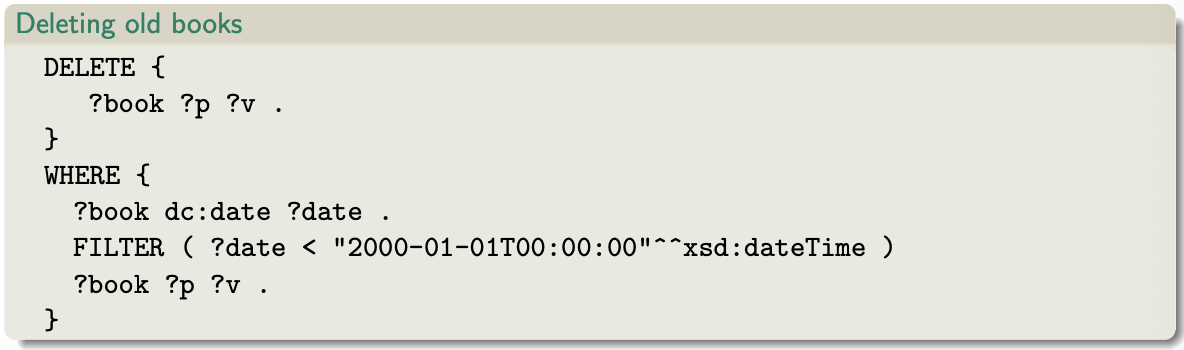 Deleting old books
DELETE {
?book ?p ?v .
}
WHERE {
?book dc:date ?date .
FILTER ( ?date < "2000-01-01T00:00:00"^^xsd:dateTime )
?book ?p ?v .
}